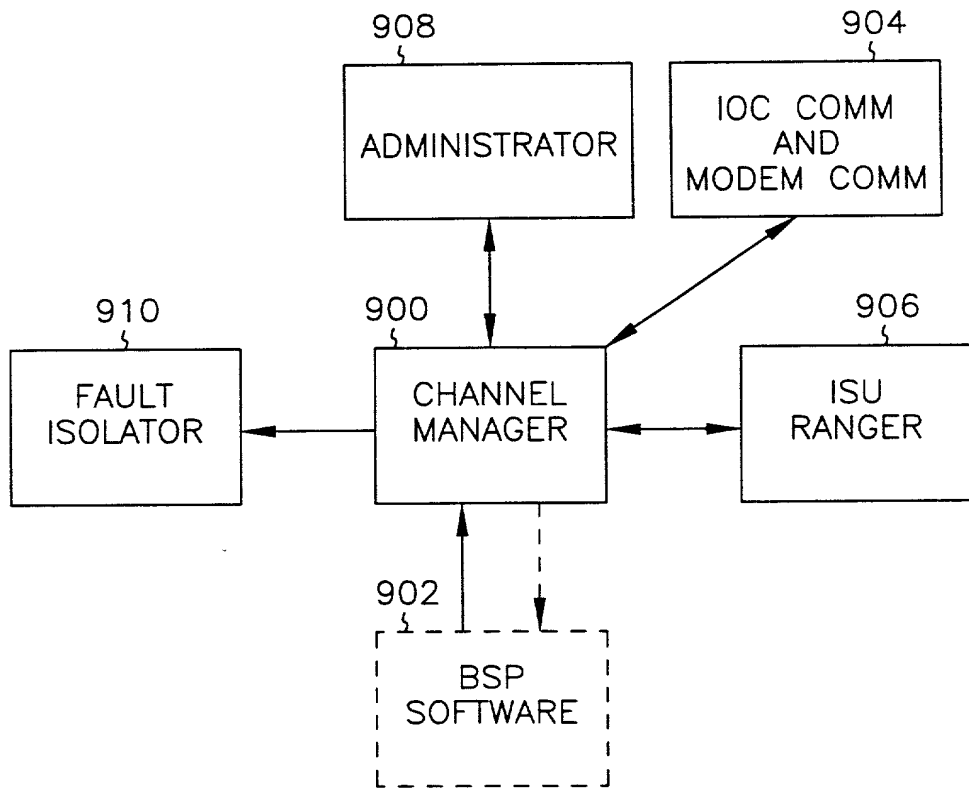 908
ADMINISTRATOR
904
IOC COMM
AND
MODEM COMM
910
FAULT
ISOLATOR
900
CHANNEL
MANAGER
906
ISU
RANGER
902
BSP
SOFTWARE